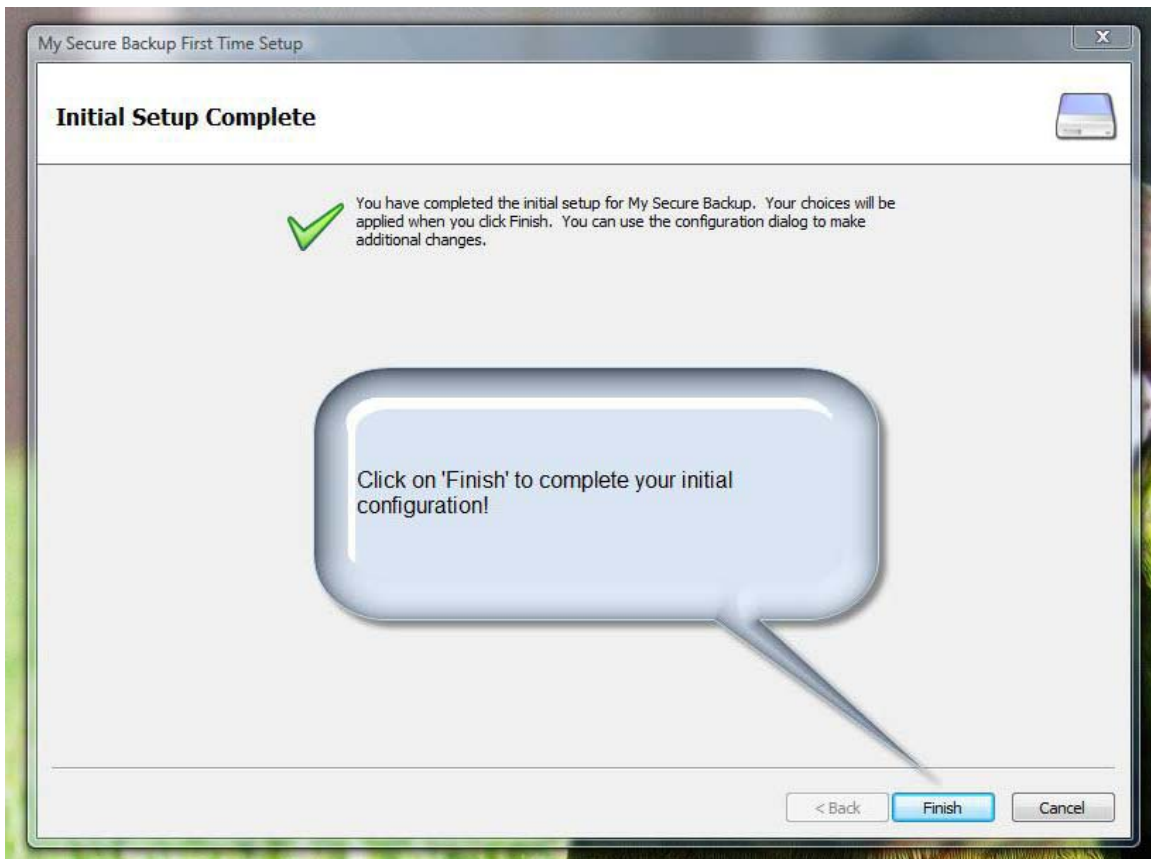 My Secure Backup First Time Setup
X
Initial Setup Complete
You have completed the initial setup for My Secure Backup. Your choices will be
applied when you click Finish. You can use the configuration dialog to make
additional changes.
Click on 'Finish' to complete your initial
configuration!
< Back Finish Cancel